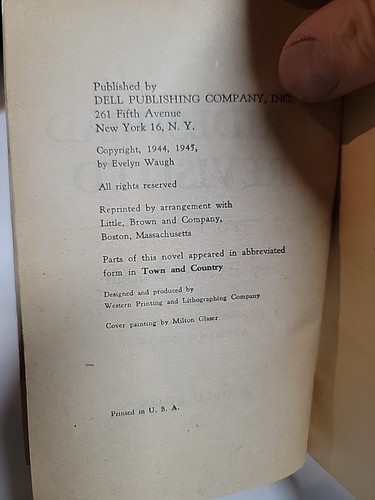 Published by
DELL PUBLISHING COMPANY, INC.
261 Fifth Avenue
New York 16, N. Y.
Copyright, 1944, 1945,
by Evelyn Waugh
All rights reserved
Reprinted by arrangement with
Little, Brown and Company,
Boston, Massachusetts
Parts of this novel appeared in abbreviated
form in Town and Country
Designed and produced by
Western Printing and Lithographing Company
Cover painting by Milton Glaser
Printed in U. S. A.